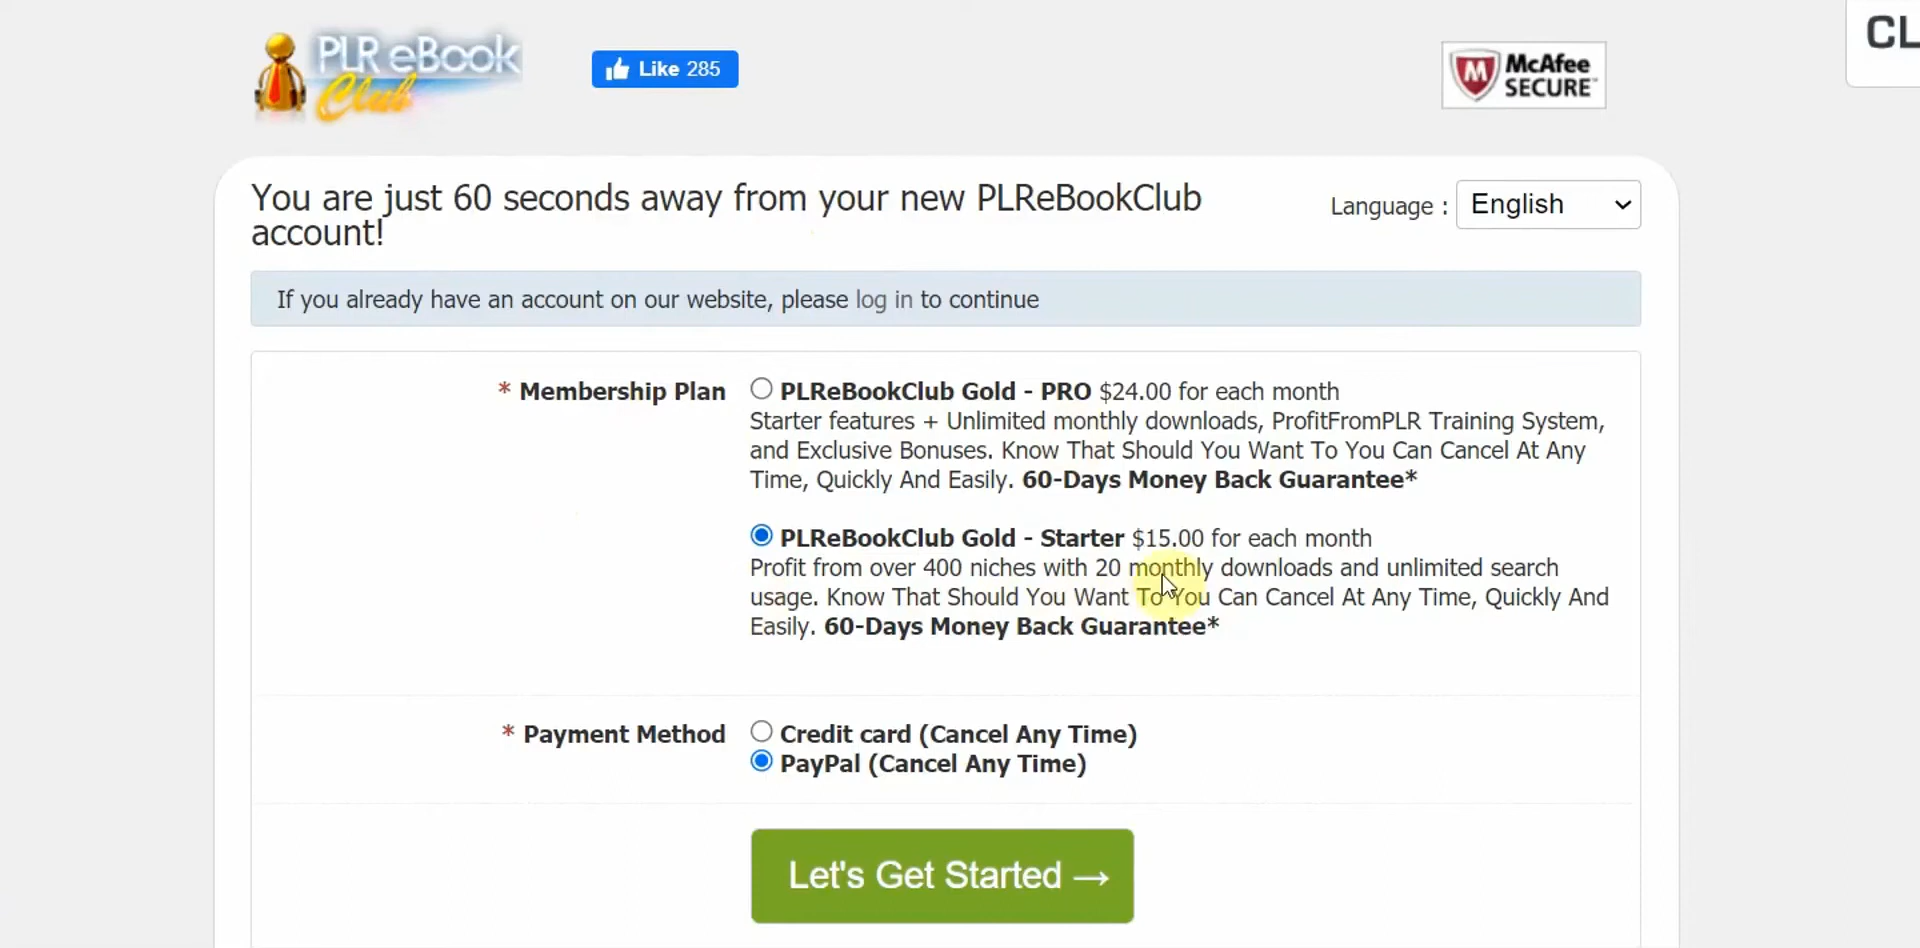 PLR eBook
Club
Like 285
McAfee
SECURE™
CL
You are just 60 seconds away from your new PLReBookClub
account!
Language :
English
If you already have an account on our website, please log in to continue
* Membership Plan
PLReBookClub Gold - PRO $24.00 for each month
Starter features + Unlimited monthly downloads, ProfitFromPLR Training System,
and Exclusive Bonuses. Know That Should You Want To You Can Cancel At Any
Time, Quickly And Easily. 60-Days Money Back Guarantee*
PLReBookClub Gold - Starter $15.00 for each month
Profit from over 400 niches with 20 monthly downloads and unlimited search
usage. Know That Should You Want To You Can Cancel At Any Time, Quickly And
Easily. 60-Days Money Back Guarantee*
* Payment Method
Credit card (Cancel Any Time)
PayPal (Cancel Any Time)
Let's Get Started →